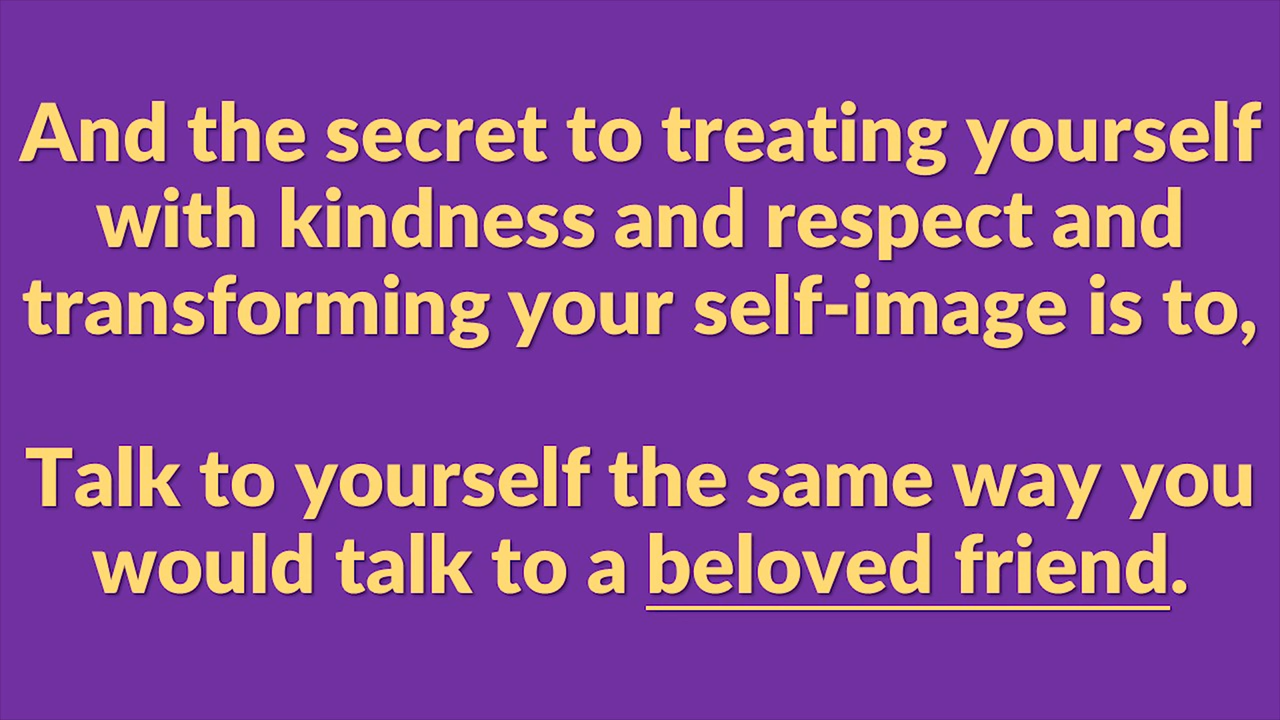 And the secret to treating yourself
with kindness and respect and
transforming your self-image is to,
Talk to yourself the same way you
would talk to a beloved friend.